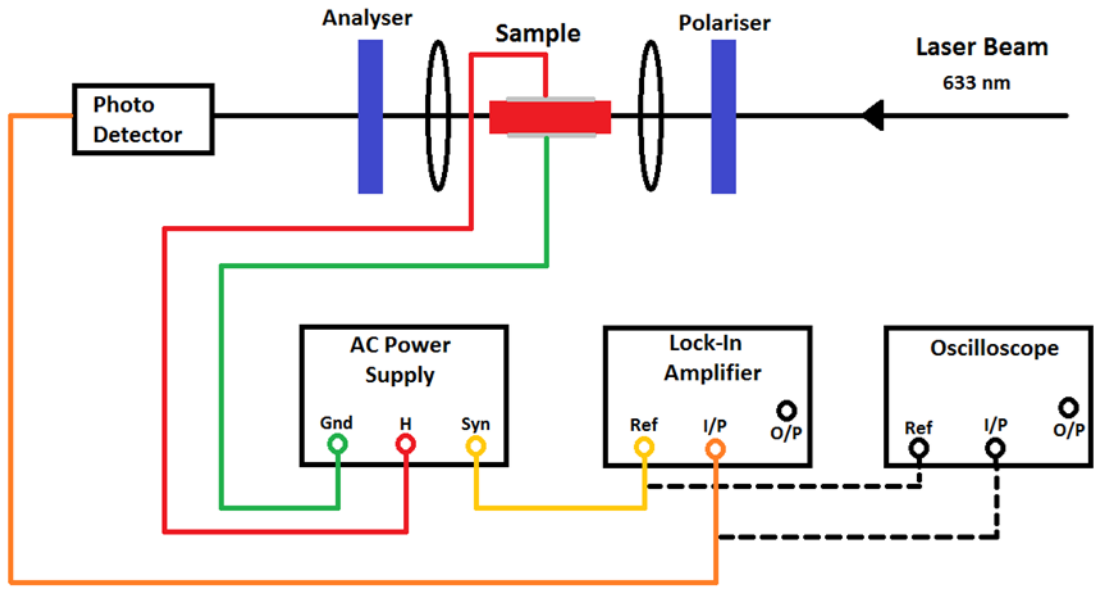 Analyser
Sample
Polariser
Laser Beam
633 nm
Photo
Detector
AC Power
Supply
Gnd
H
Syn
Lock-In
Amplifier
Ref
I/P
O/P
Oscilloscope
Ref
I/P
O/P